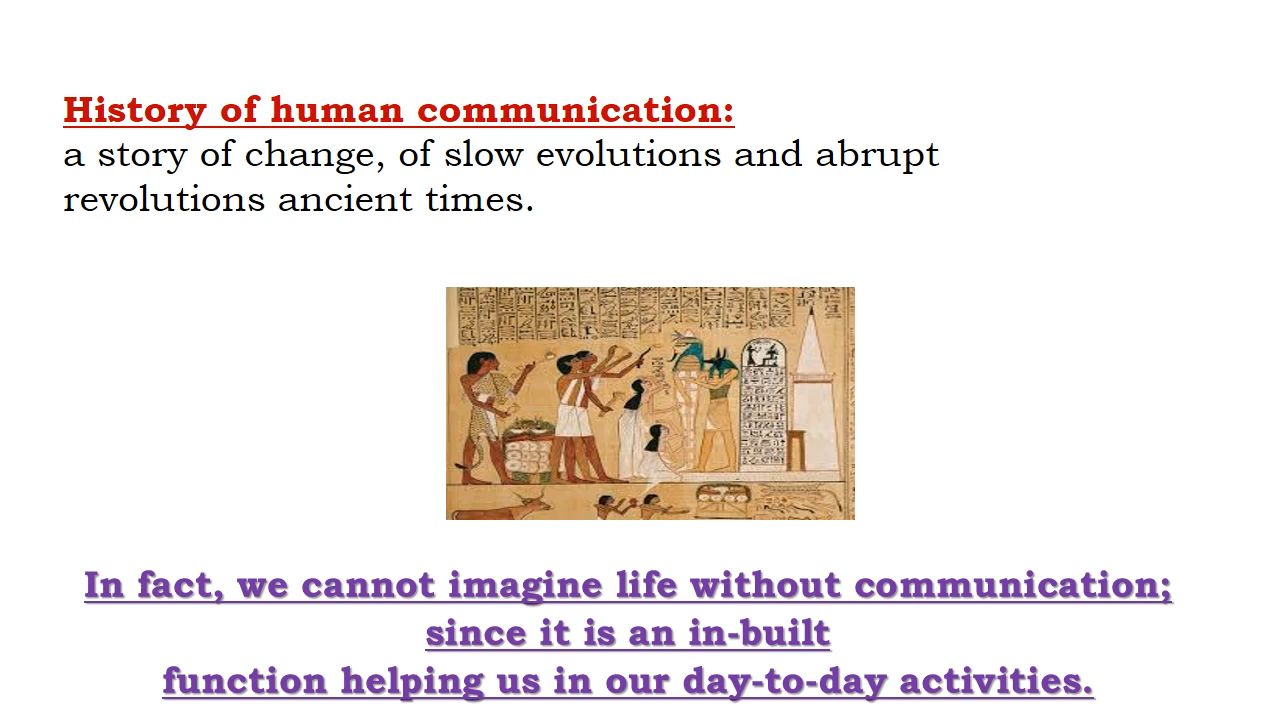 History of human communication:
a story of change, of slow evolutions and abrupt
revolutions ancient times.
In fact, we cannot imagine life without communication;
since it is an in-built
function helping us in our day-to-day activities.